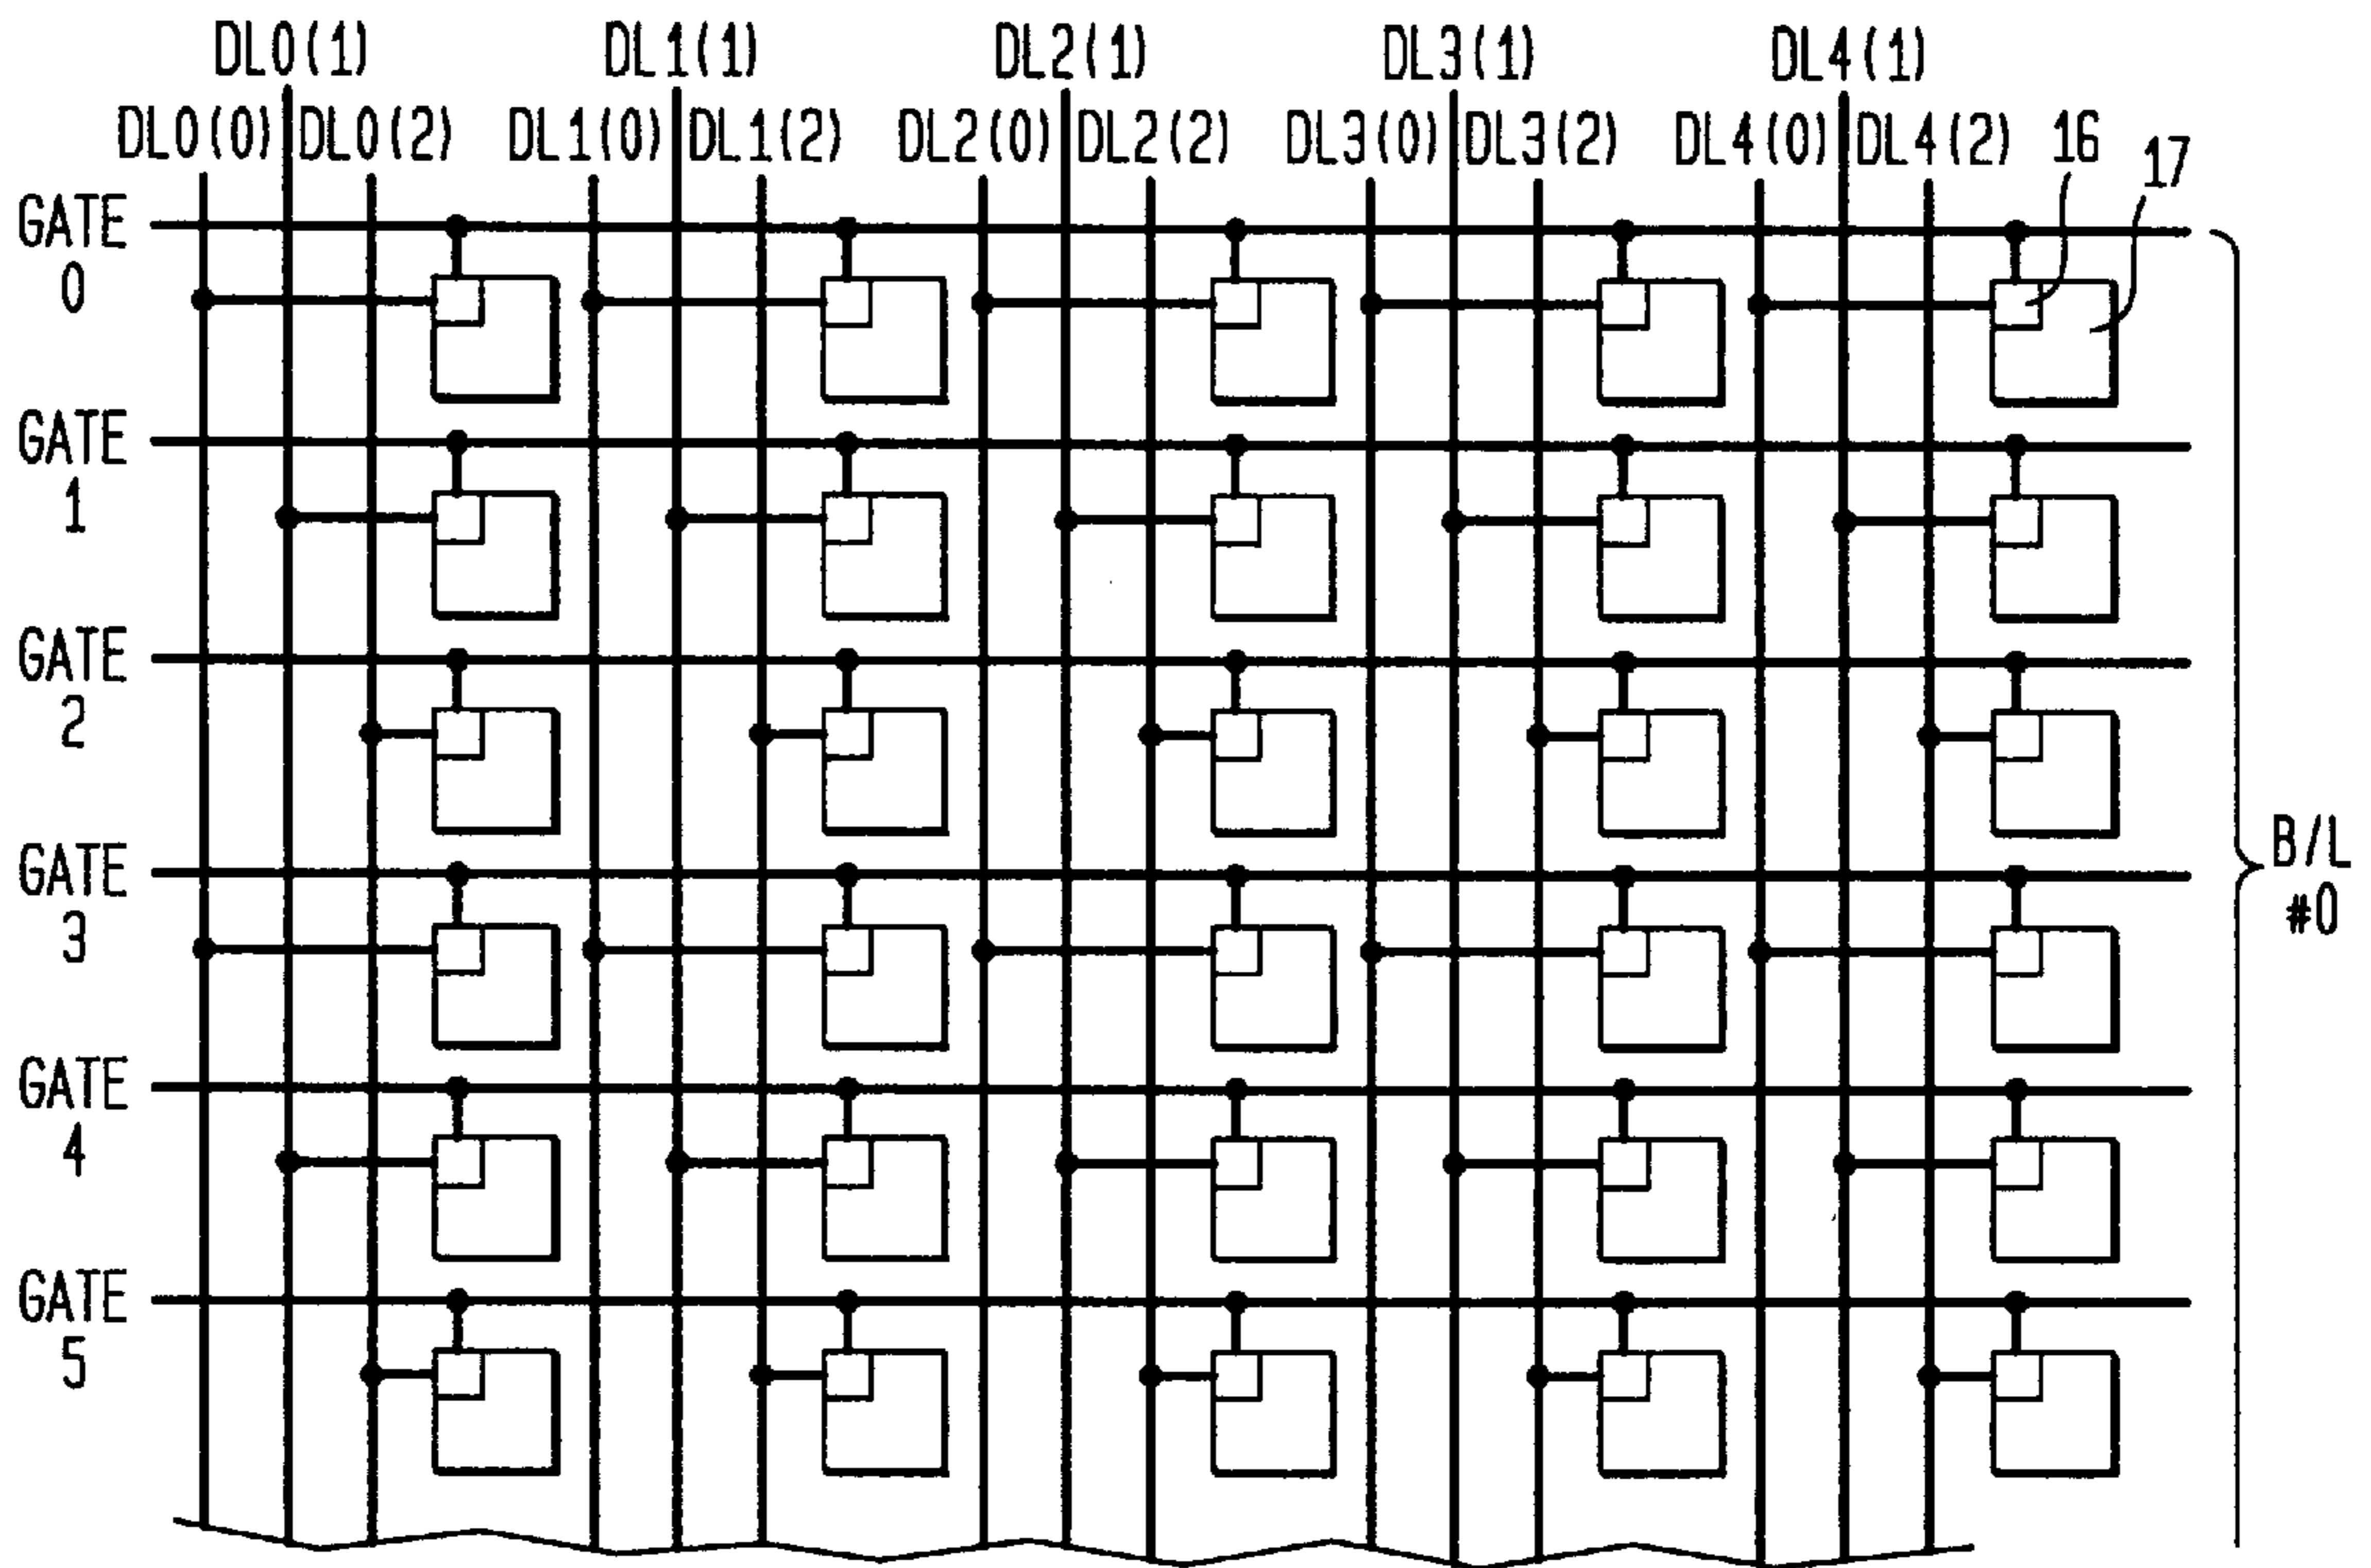 DL0(1) DL1(1) DL2(1) DL3(1) DL4(1)
DL0(0) DL0(2) DL1(0) DL1(2) DL2(0) DL2(2) DL3(0) DL3(2) DL4(0) DL4(2) 16 17
GATE
0
GATE
1
GATE
2
GATE
3
GATE
4
GATE
5
B/L
#0